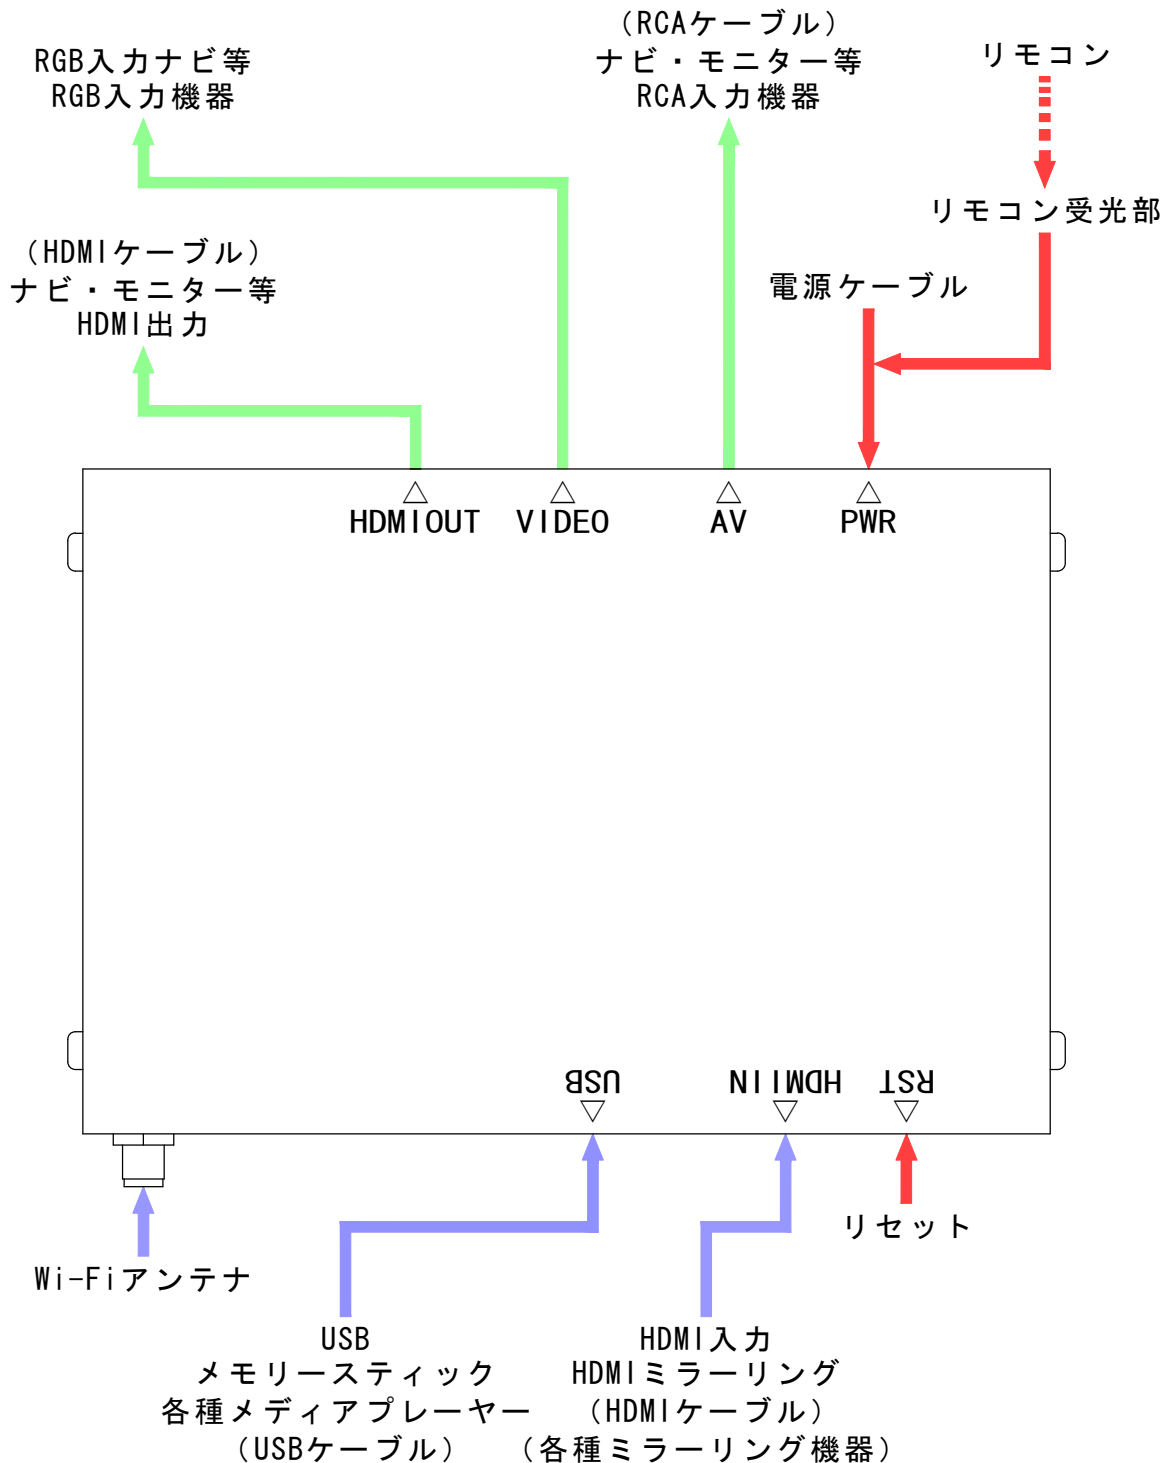 RGB入力ナビ等
RGB入力機器
（RCAケーブル）
ナビ・モニター等
RCA入力機器
リモコン
リモコン受光部
（HDMIケーブル）
ナビ・モニター等
HDMI出力
電源ケーブル
HDMIOUT
VIDEO
AV
PWR
USB
HDMIIN
RST
リセット
Wi-Fiアンテナ
USB
メモリースティック
各種メディアプレーヤー
（USBケーブル）
HDMI入力
HDMIミラーリング
（HDMIケーブル）
（各種ミラーリング機器）